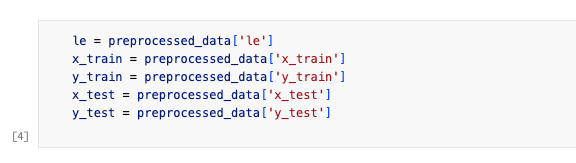 le = preprocessed_data['le']
x_train = preprocessed_data['x_train']
y_train = preprocessed_data['y_train']
x_test = preprocessed_data['x_test']
y_test = preprocessed_data['y_test']
[4]